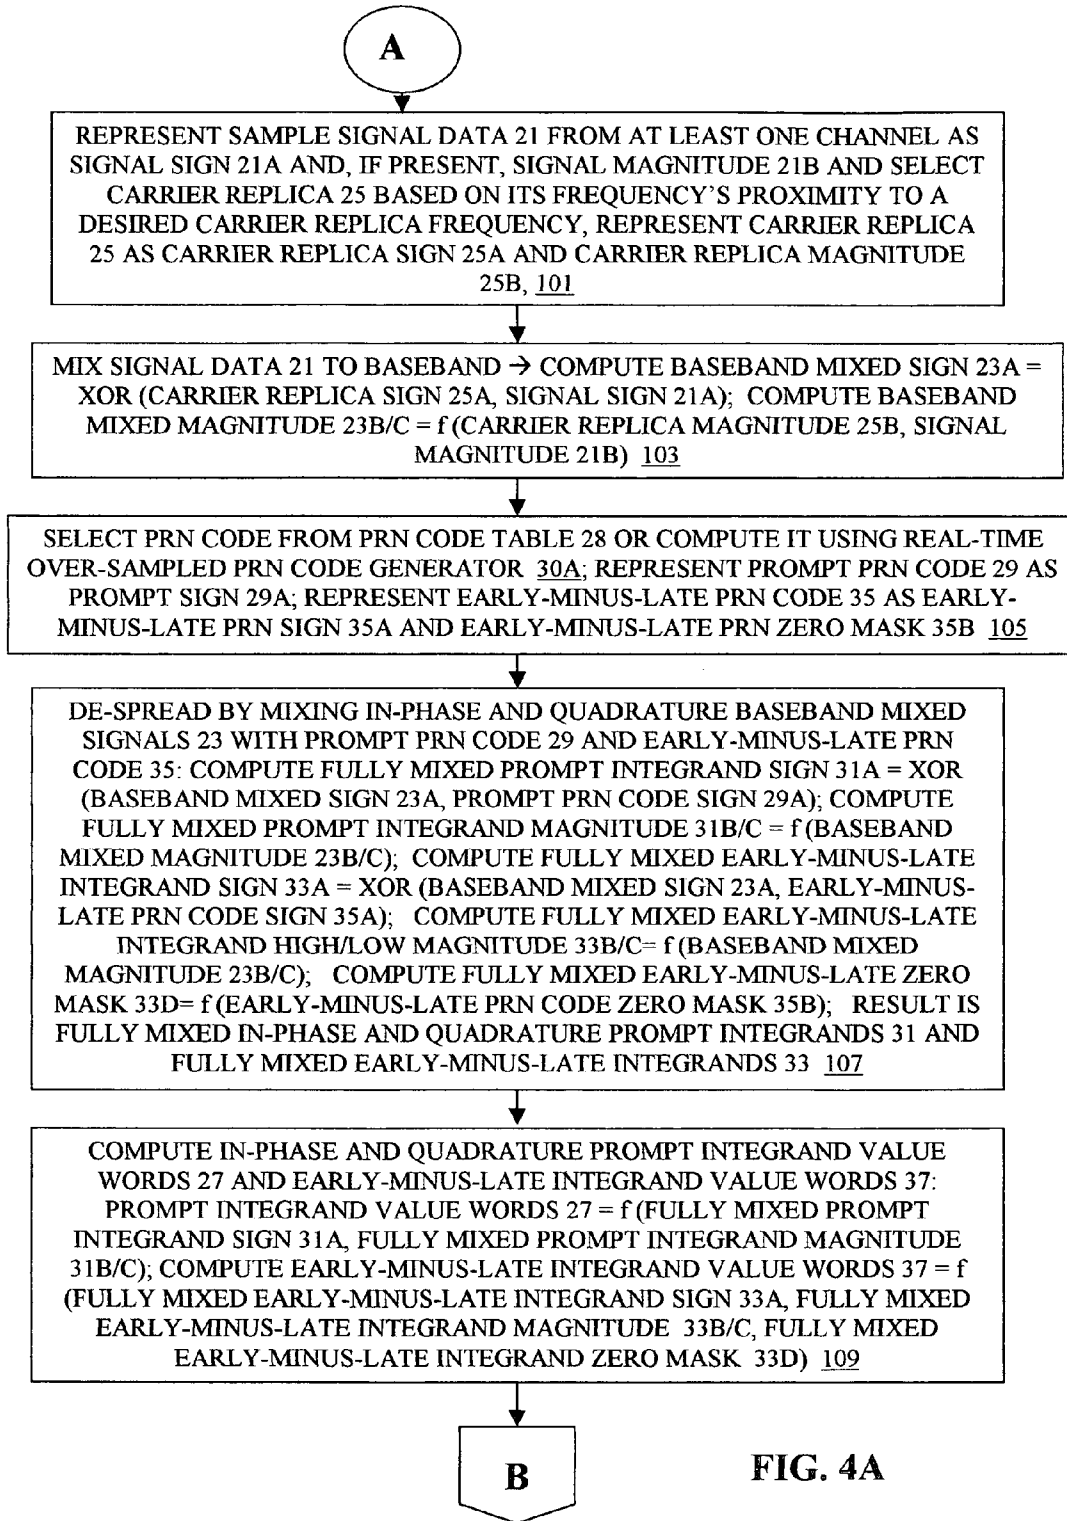 A
REPRESENT SAMPLE SIGNAL DATA 21 FROM AT LEAST ONE CHANNEL AS
SIGNAL SIGN 21A AND, IF PRESENT, SIGNAL MAGNITUDE 21B AND SELECT
CARRIER REPLICA 25 BASED ON ITS FREQUENCY'S PROXIMITY TO A
DESIRED CARRIER REPLICA FREQUENCY, REPRESENT CARRIER REPLICA
25 AS CARRIER REPLICA SIGN 25A AND CARRIER REPLICA MAGNITUDE
25B, 101
MIX SIGNAL DATA 21 TO BASEBAND → COMPUTE BASEBAND MIXED SIGN 23A =
XOR (CARRIER REPLICA SIGN 25A, SIGNAL SIGN 21A); COMPUTE BASEBAND
MIXED MAGNITUDE 23B/C = f (CARRIER REPLICA MAGNITUDE 25B, SIGNAL
MAGNITUDE 21B) 103
SELECT PRN CODE FROM PRN CODE TABLE 28 OR COMPUTE IT USING REAL-TIME
OVER-SAMPLED PRN CODE GENERATOR 30A; REPRESENT PROMPT PRN CODE 29 AS
PROMPT SIGN 29A; REPRESENT EARLY-MINUS-LATE PRN CODE 35 AS EARLY-
MINUS-LATE PRN SIGN 35A AND EARLY-MINUS-LATE PRN ZERO MASK 35B 105
DE-SPREAD BY MIXING IN-PHASE AND QUADRATURE BASEBAND MIXED
SIGNALS 23 WITH PROMPT PRN CODE 29 AND EARLY-MINUS-LATE PRN
CODE 35: COMPUTE FULLY MIXED PROMPT INTEGRAND SIGN 31A = XOR
(BASEBAND MIXED SIGN 23A, PROMPT PRN CODE SIGN 29A); COMPUTE
FULLY MIXED PROMPT INTEGRAND MAGNITUDE 31B/C = f (BASEBAND
MIXED MAGNITUDE 23B/C); COMPUTE FULLY MIXED EARLY-MINUS-LATE
INTEGRAND SIGN 33A = XOR (BASEBAND MIXED SIGN 23A, EARLY-MINUS-
LATE PRN CODE SIGN 35A); COMPUTE FULLY MIXED EARLY-MINUS-LATE
INTEGRAND HIGH/LOW MAGNITUDE 33B/C= f (BASEBAND MIXED
MAGNITUDE 23B/C); COMPUTE FULLY MIXED EARLY-MINUS-LATE ZERO
MASK 33D= f (EARLY-MINUS-LATE PRN CODE ZERO MASK 35B); RESULT IS
FULLY MIXED IN-PHASE AND QUADRATURE PROMPT INTEGRANDS 31 AND
FULLY MIXED EARLY-MINUS-LATE INTEGRANDS 33 107
COMPUTE IN-PHASE AND QUADRATURE PROMPT INTEGRAND VALUE
WORDS 27 AND EARLY-MINUS-LATE INTEGRAND VALUE WORDS 37:
PROMPT INTEGRAND VALUE WORDS 27 = f (FULLY MIXED PROMPT
INTEGRAND SIGN 31A, FULLY MIXED PROMPT INTEGRAND MAGNITUDE
31B/C); COMPUTE EARLY-MINUS-LATE INTEGRAND VALUE WORDS 37 = f
(FULLY MIXED EARLY-MINUS-LATE INTEGRAND SIGN 33A, FULLY MIXED
EARLY-MINUS-LATE INTEGRAND MAGNITUDE 33B/C, FULLY MIXED
EARLY-MINUS-LATE INTEGRAND ZERO MASK 33D) 109
B
FIG. 4A